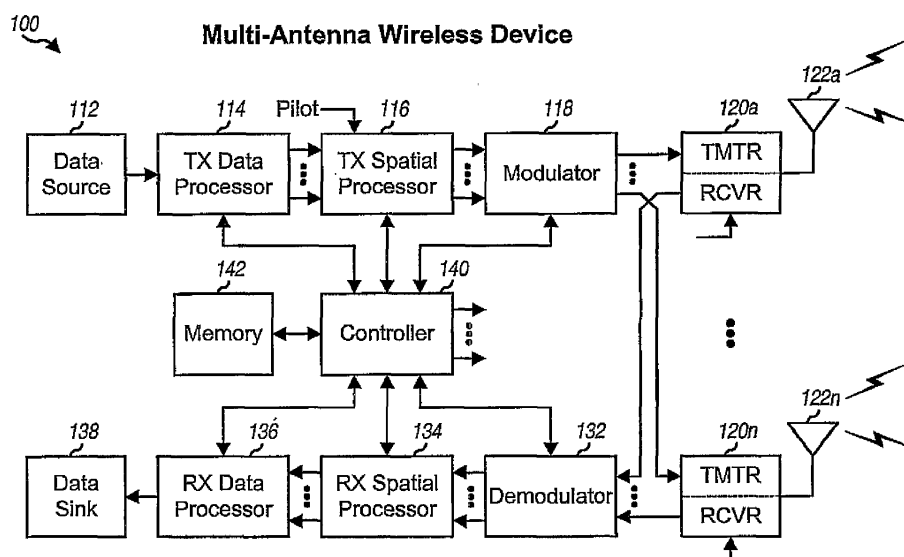 100
Multi-Antenna Wireless Device
112
114
Pilot
116
118
120a
122a
Data
Source
TX Data
Processor
TX Spatial
Processor
Modulator
TMTR
RCVR
142
140
Memory
Controller
122n
138
136
134
132
120n
Data
Sink
RX Data
Processor
RX Spatial
Processor
Demodulator
TMTR
RCVR